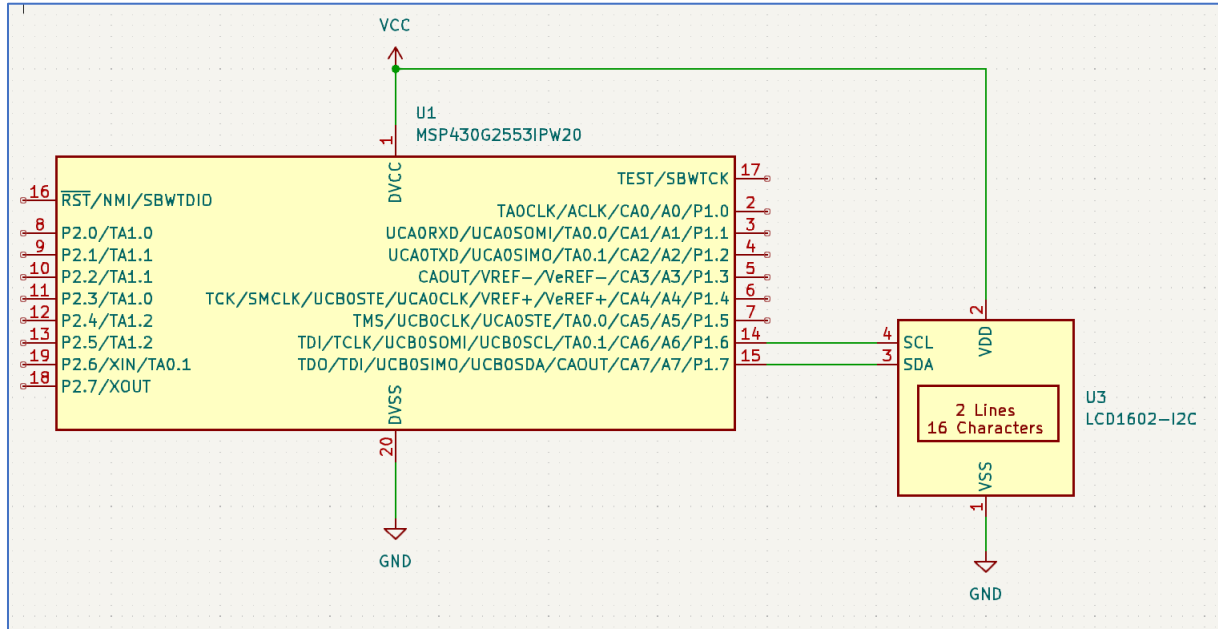 VCC
U1
MSP430G2553IPW20
1
DVCC
16 RST/NMI/SBWTDIO
8 P2.0/TA1.0
9 P2.1/TA1.1
10 P2.2/TA1.1
11 P2.3/TA1.0
12 P2.4/TA1.2
13 P2.5/TA1.2
19 P2.6/XIN/TA0.1
18 P2.7/XOUT
TEST/SBWTCK 17
TA0CLK/ACLK/CA0/A0/P1.0 2
UCA0RXD/UCA0SOMI/TA0.0/CA1/A1/P1.1 3
UCA0TXD/UCA0SIMO/TA0.1/CA2/A2/P1.2 4
CAOUT/VREF-/VeREF-/CA3/A3/P1.3 5
TCK/SMCLK/UCB0STE/UCA0CLK/VREF+/VeREF+/CA4/A4/P1.4 6
TMS/UCB0CLK/UCA0STE/TA0.0/CA5/A5/P1.5 7
TDI/TCLK/UCB0SOMI/UCB0SCL/TA0.1/CA6/A6/P1.6 14
TDO/TDI/UCB0SIMO/UCB0SDA/CAOUT/CA7/A7/P1.7 15
DVSS
20
GND
2
VDD
4 SCL
3 SDA
2 Lines
16 Characters
U3
LCD1602-I2C
VSS
1
GND